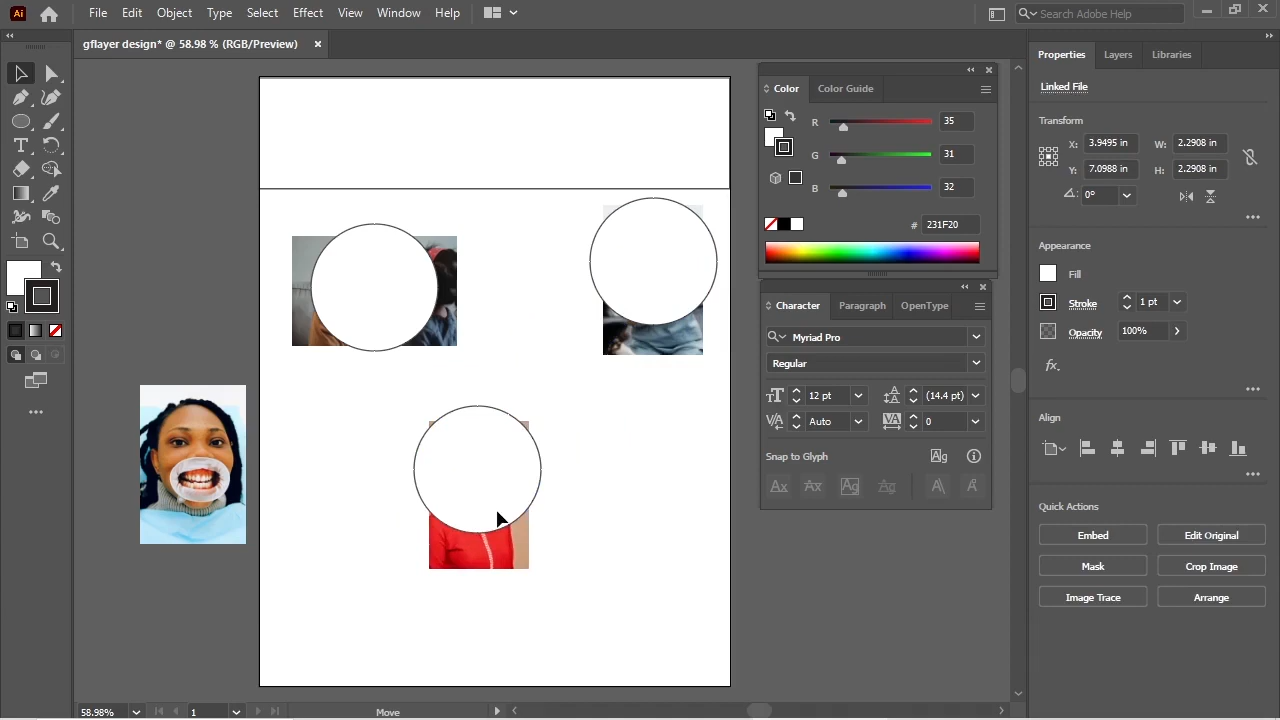 Ai File Edit Object Type Select Effect View Window Help Search Adobe Help
gflayer design* @ 58.98 % (RGB/Preview) ×
Color Color Guide
R 35
G 31
B 32
# 231F20
Character Paragraph OpenType
Myriad Pro
Regular
12 pt (14.4 pt)
Auto 0
Snap to Glyph
Properties Layers Libraries
Linked File
Transform
X: 3.9495 in W: 2.2908 in
Y: 7.0988 in H: 2.2908 in
0°
Appearance
Fill
Stroke 1 pt
Opacity 100%
fx.
Align
Quick Actions
Embed Edit Original
Mask Crop Image
Image Trace Arrange
58.98% 1 Move